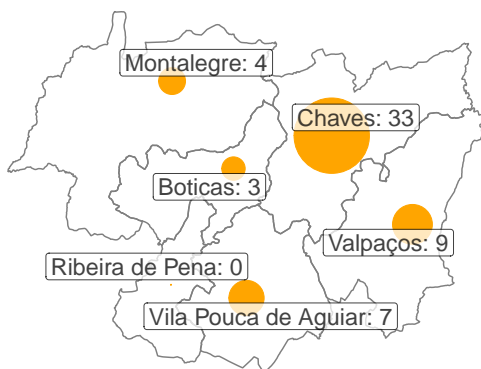 Montalegre: 4
Chaves: 33
Boticas: 3
Valpaços: 9
Ribeira de Pena: 0
Vila Pouca de Aguiar: 7